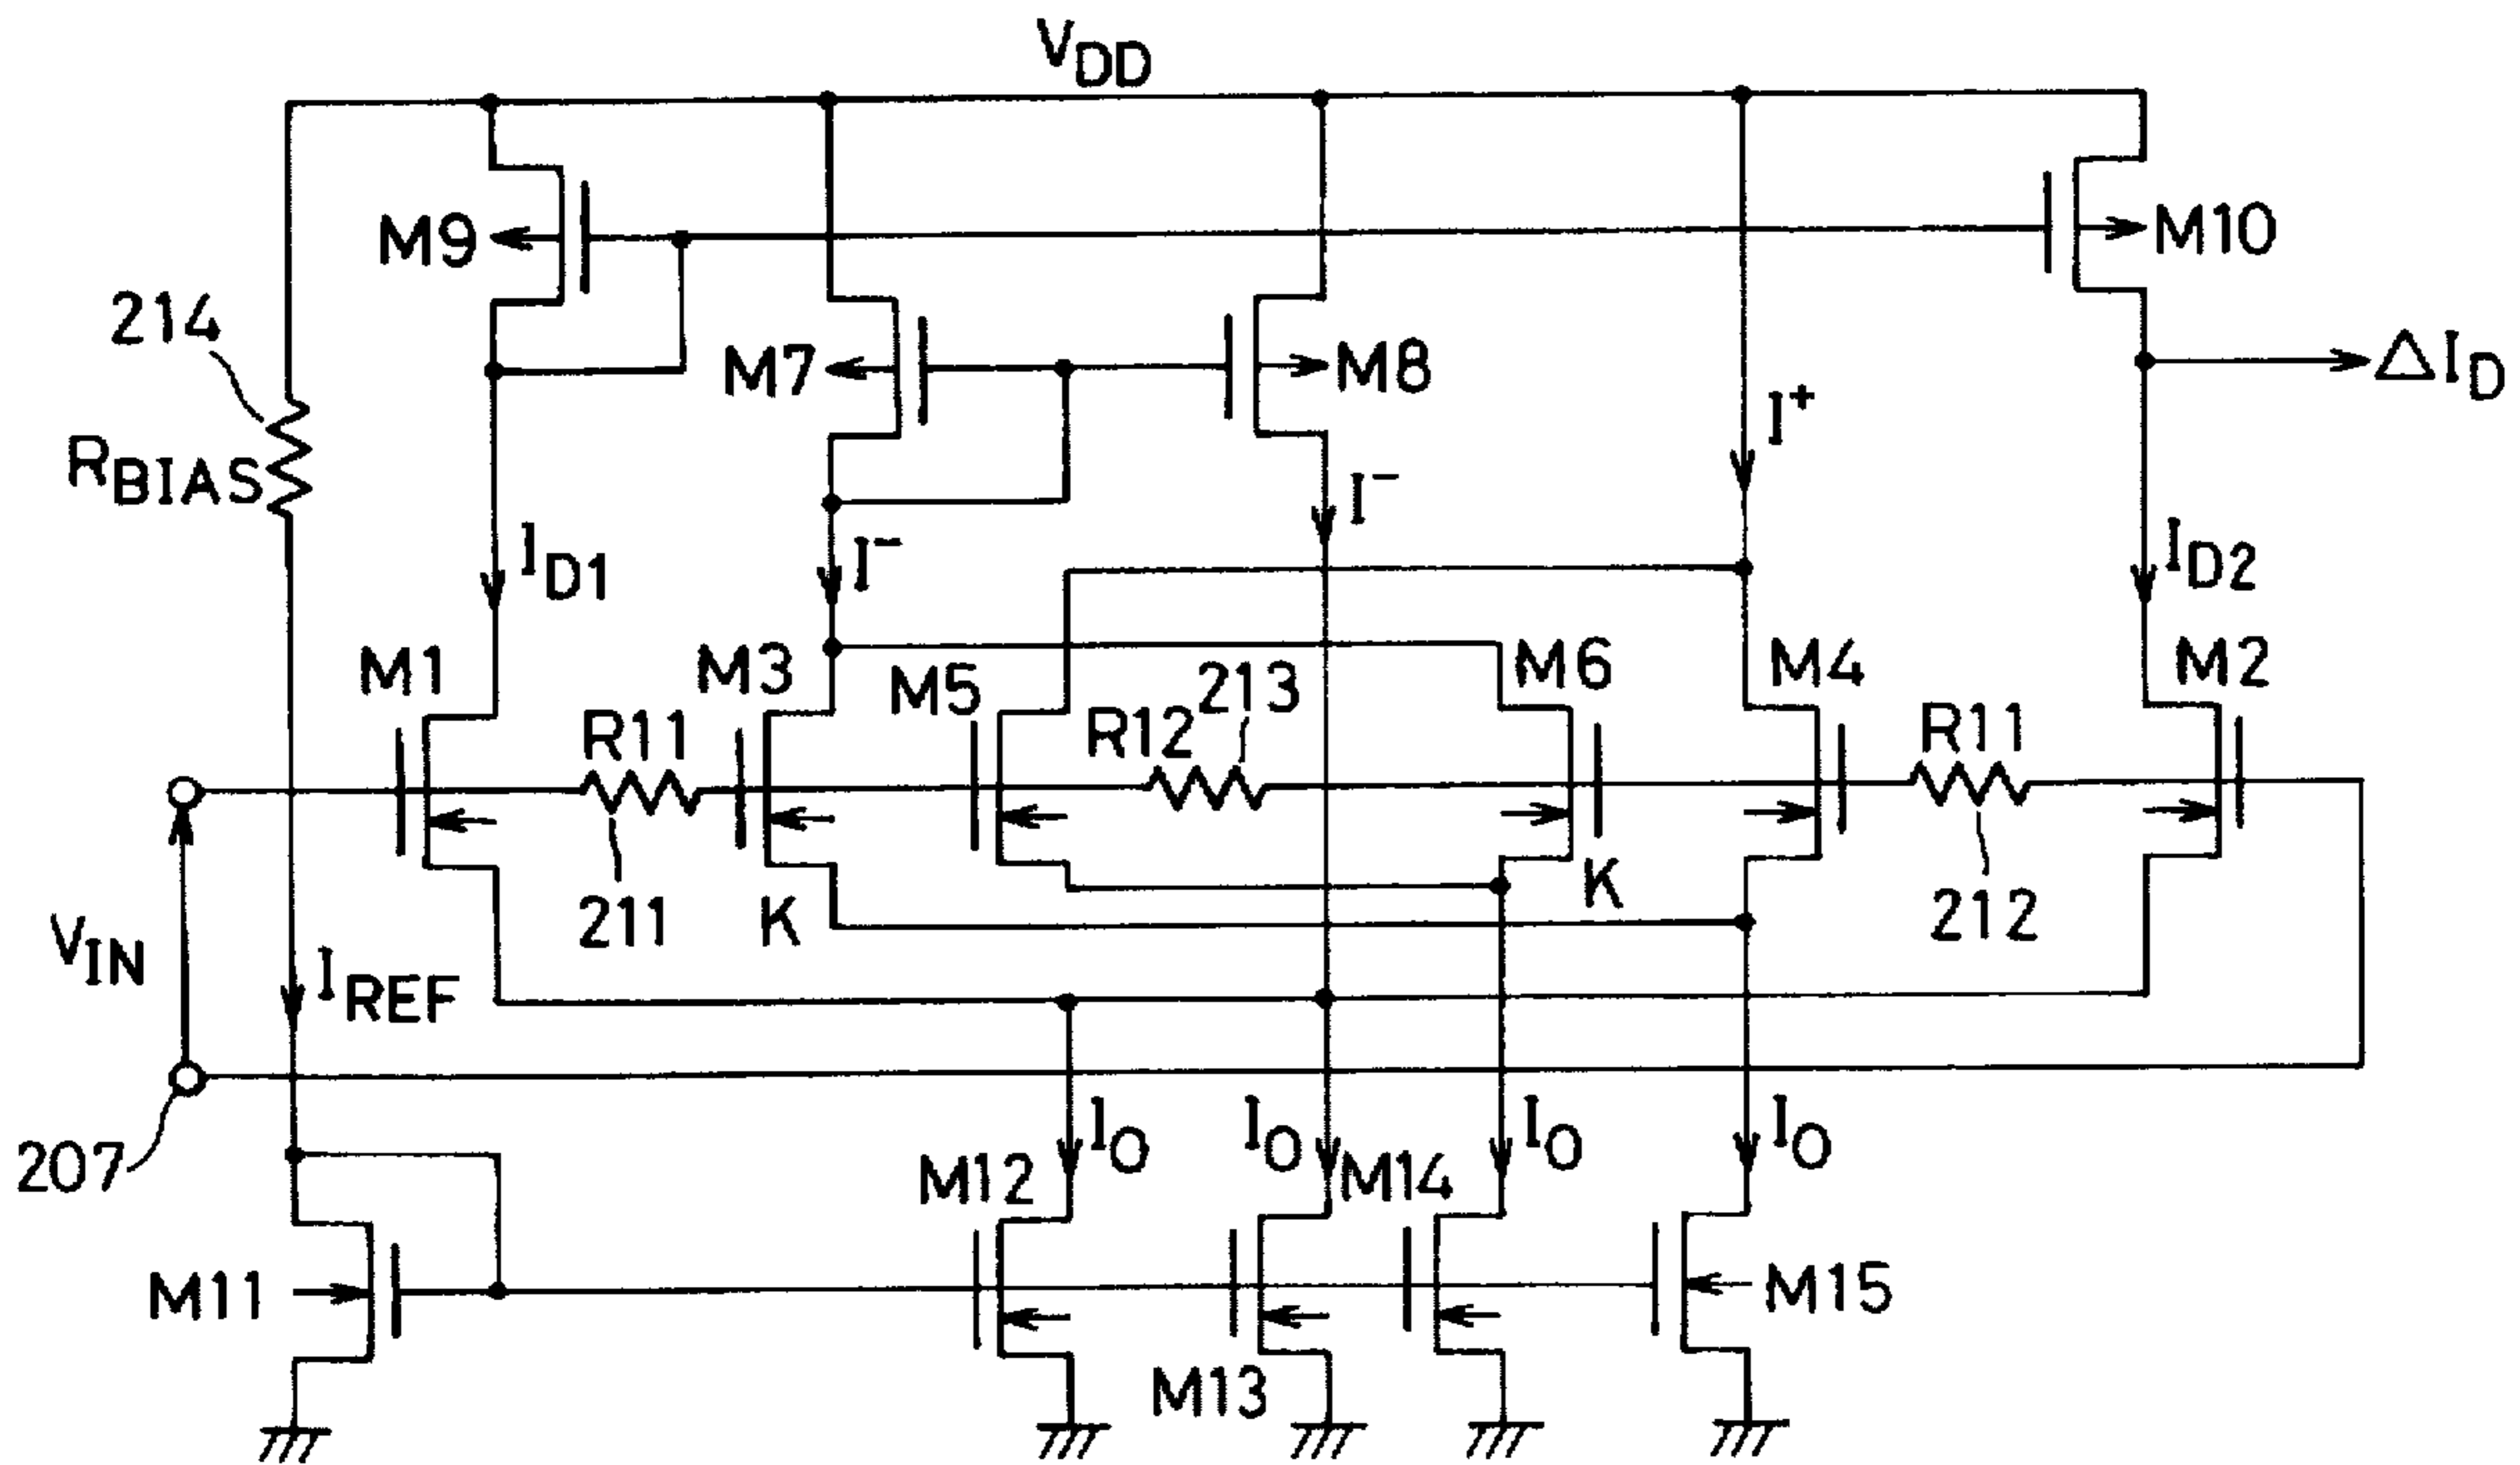 VDD
M9
M10
214
M7
M8
ΔID
I+
RBIAS
I−
ID1
I−
ID2
M1
M3
M5
213
M6
M4
M2
R11
R12
R11
211
K
K
212
VIN
IREF
207
IO
IO
IO
IO
M12
M14
M11
M15
M13